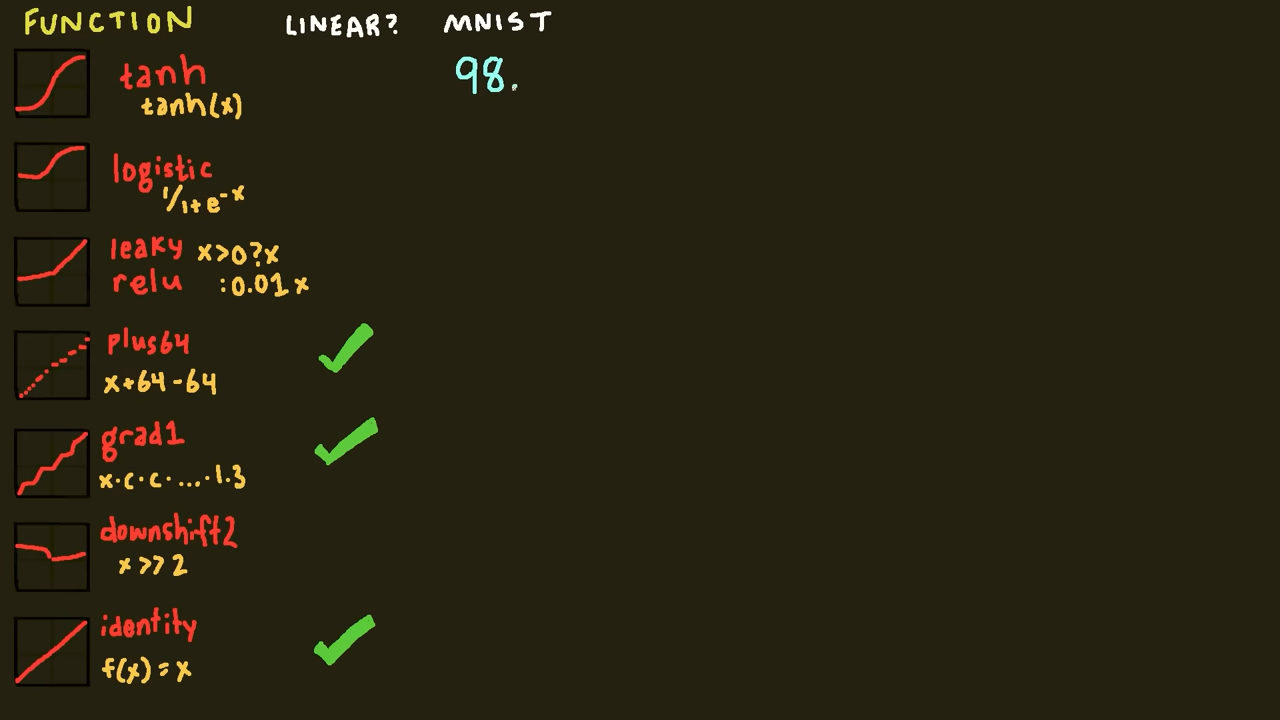 FUNCTION LINEAR? MNIST
tanh 98.
tanh(x)
logistic
1/1+e^-x
leaky x>0?x
relu :0.01x
plus64
x+64-64
grad1
x·c·c·...·1.3
downshift2
x>>2
identity
f(x)=x